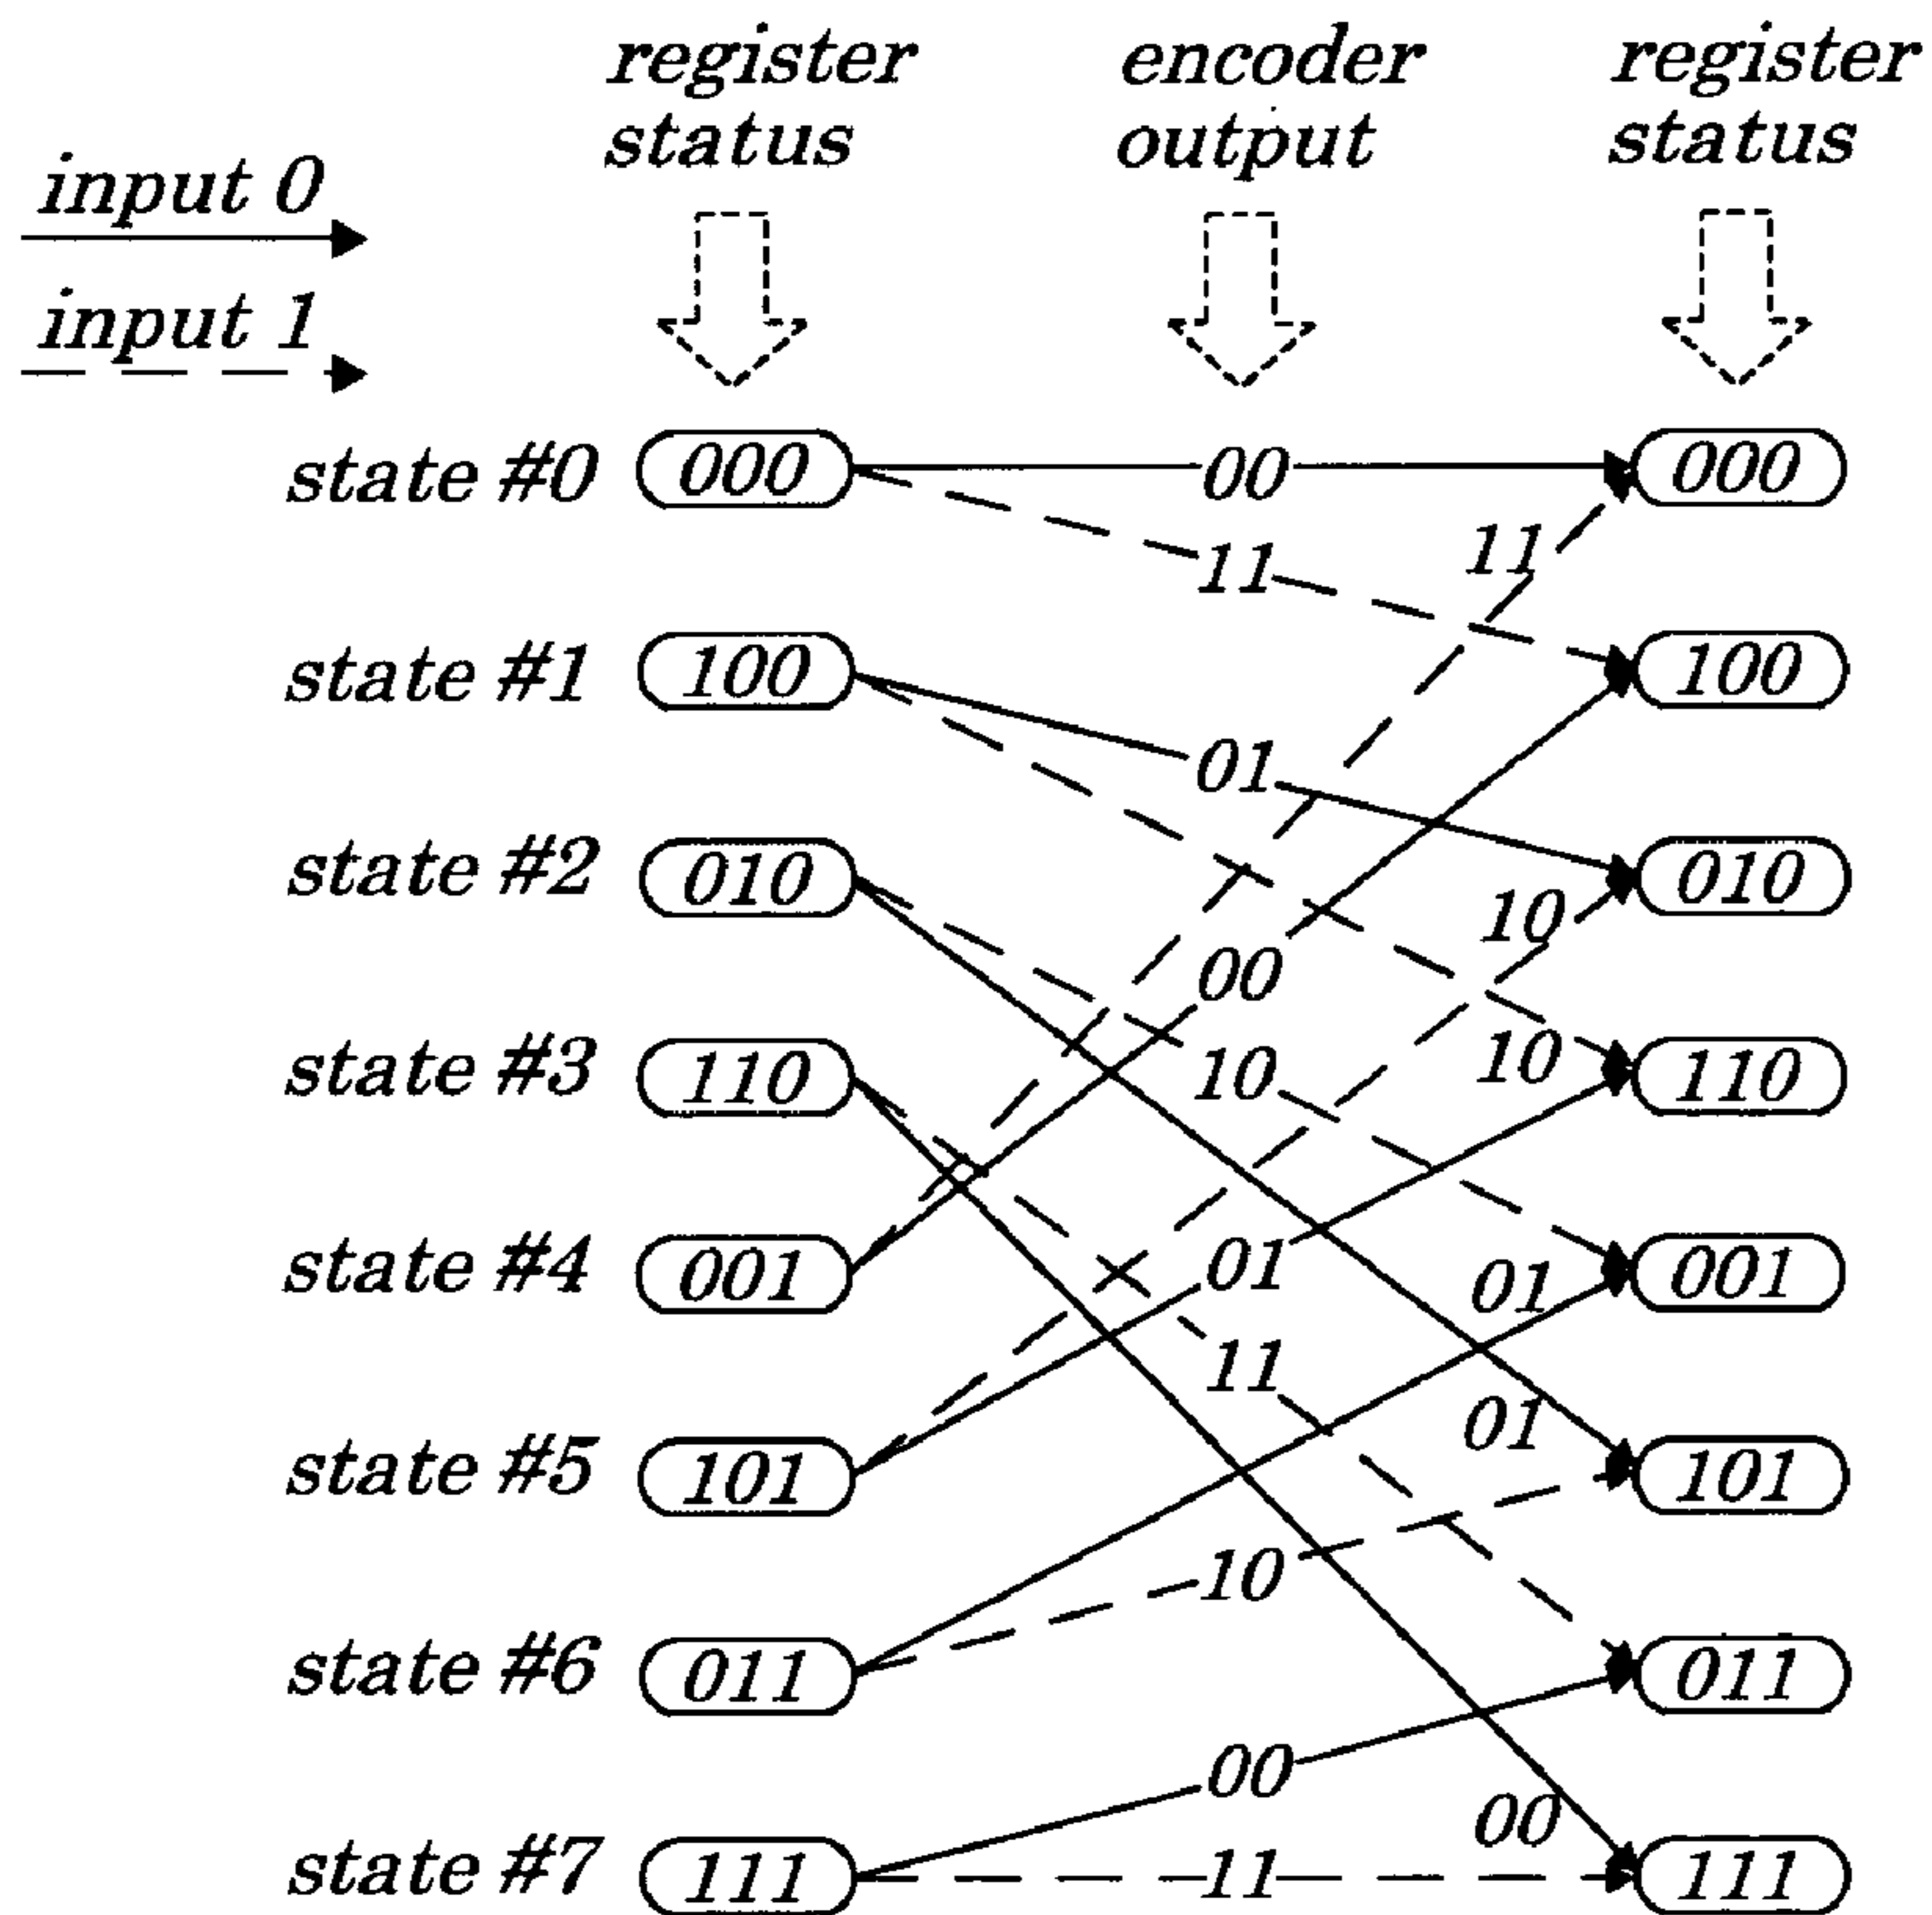 register
status
encoder
output
register
status
input 0
input 1
state #0 000 00 000
11
11
state #1 100 100
01
state #2 010 010
10
00
state #3 110 10 10 110
state #4 001 01 01 001
11
01
state #5 101 101
10
state #6 011 011
00
00
state #7 111 11 111